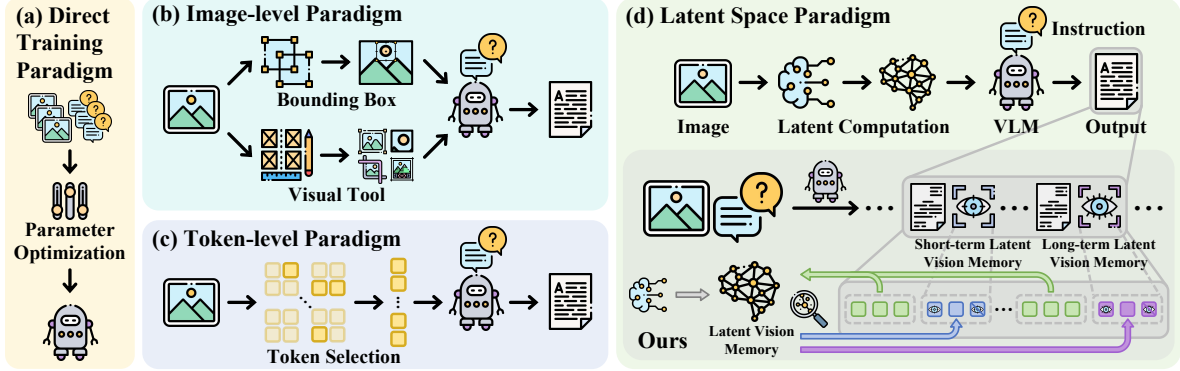 (a) Direct
Training
Paradigm
?
?
?
Parameter
Optimization
(b) Image-level Paradigm
Bounding Box
Visual Tool
?
A
(c) Token-level Paradigm
Token Selection
?
A
(d) Latent Space Paradigm
?
Instruction
A
Image
Latent Computation
VLM
Output
?
Short-term Latent
Vision Memory
Long-term Latent
Vision Memory
Ours
Latent Vision
Memory